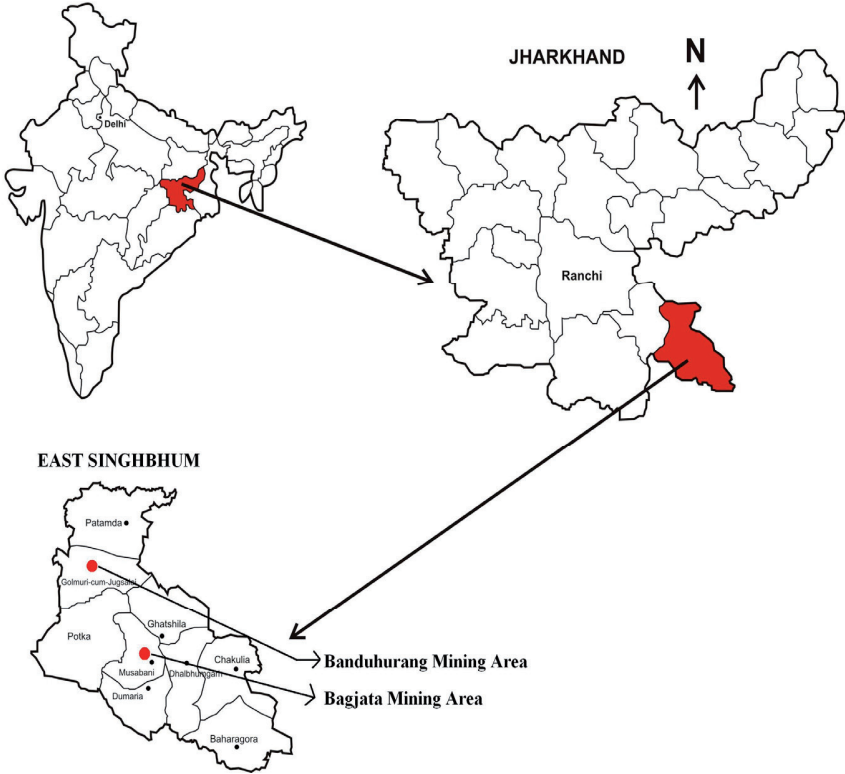 JHARKHAND
N
Delhi
Ranchi
EAST SINGHBHUM
Patamda
Golmuri-cum-Jugsalai
Ghatshila
Potka
Banduhurang Mining Area
Chakulia
Musabani
Dhalbhumgarh
Dumaria
Bagjata Mining Area
Baharagora